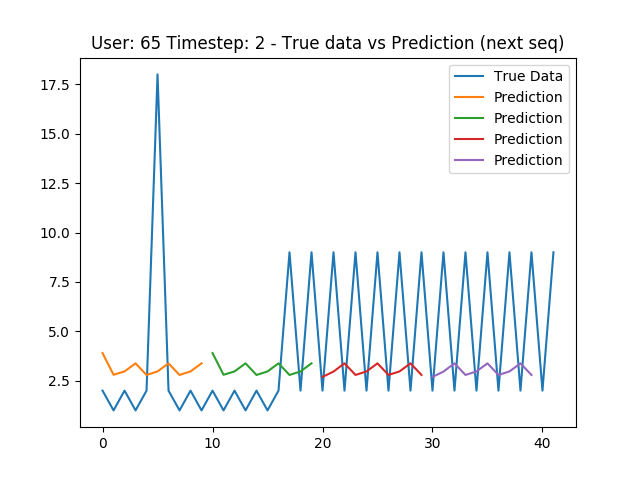 User: 65 Timestep: 2 - True data vs Prediction (next seq)
True Data
Prediction
Prediction
Prediction
Prediction
17.5
15.0
12.5
10.0
7.5
5.0
2.5
0 10 20 30 40